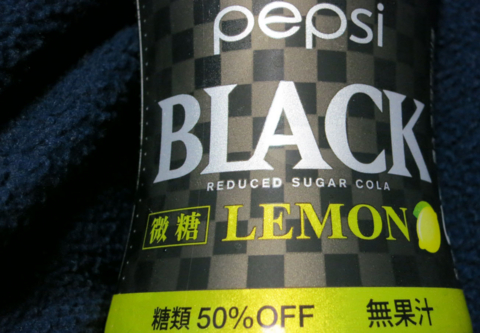 pepsi
BLACK
REDUCED SUGAR COLA
微糖 LEMON
糖類 50%OFF 無果汁